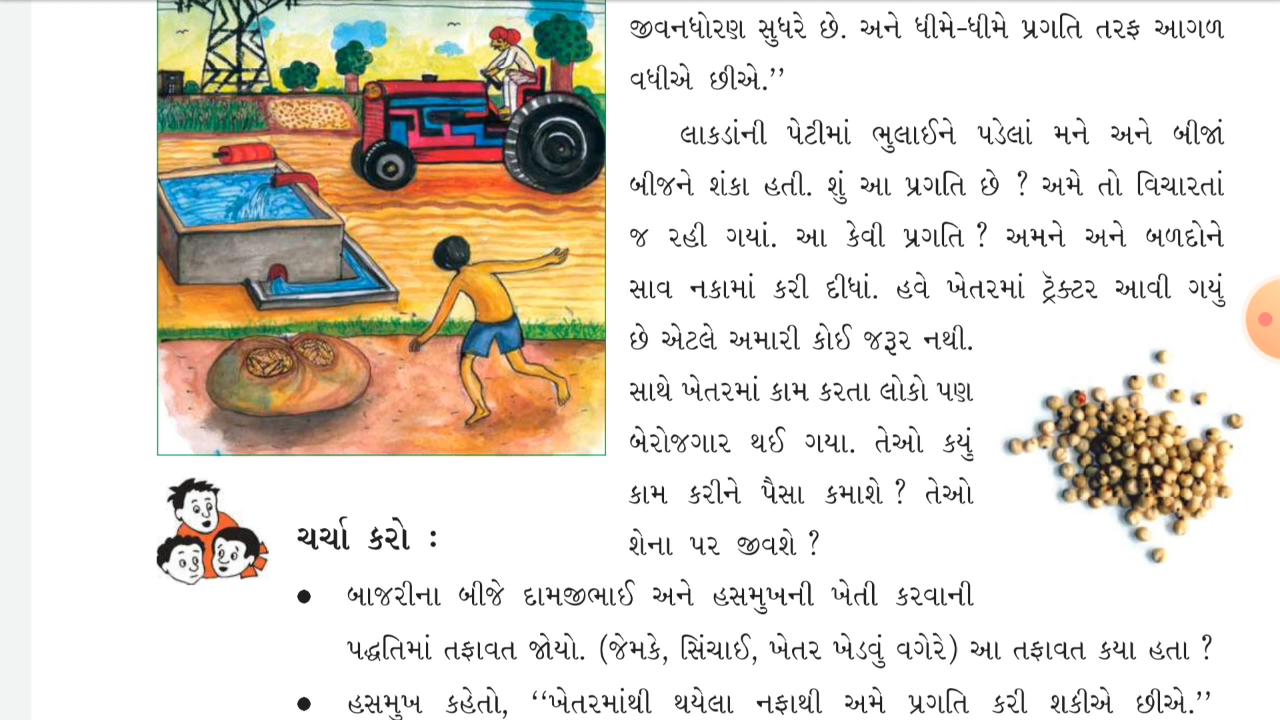 જીવનધોરણ સુધરે છે. અને ધીમે-ધીમે પ્રગતિ તરફ આગળ
વધીએ છીએ.’’
લાકડાંની પેટીમાં ભુલાઈને પડેલાં મને અને બીજાં
બીજને શંકા હતી. શું આ પ્રગતિ છે ? અમે તો વિચારતાં
જ રહી ગયાં. આ કેવી પ્રગતિ ? અમને અને બળદોને
સાવ નકામાં કરી દીધાં. હવે ખેતરમાં ટ્રૅક્ટર આવી ગયું
છે એટલે અમારી કોઈ જરૂર નથી.
સાથે ખેતરમાં કામ કરતા લોકો પણ
બેરોજગાર થઈ ગયા. તેઓ કયું
કામ કરીને પૈસા કમાશે ? તેઓ
શેના પર જીવશે ?
ચર્ચા કરો :
● બાજરીના બીજે દામજીભાઈ અને હસમુખની ખેતી કરવાની
પદ્ધતિમાં તફાવત જોયો. (જેમકે, સિંચાઈ, ખેતર ખેડવું વગેરે) આ તફાવત કયા હતા ?
● હસમુખ કહેતો, ‘‘ખેતરમાંથી થયેલા નફાથી અમે પ્રગતિ કરી શકીએ છીએ.’’